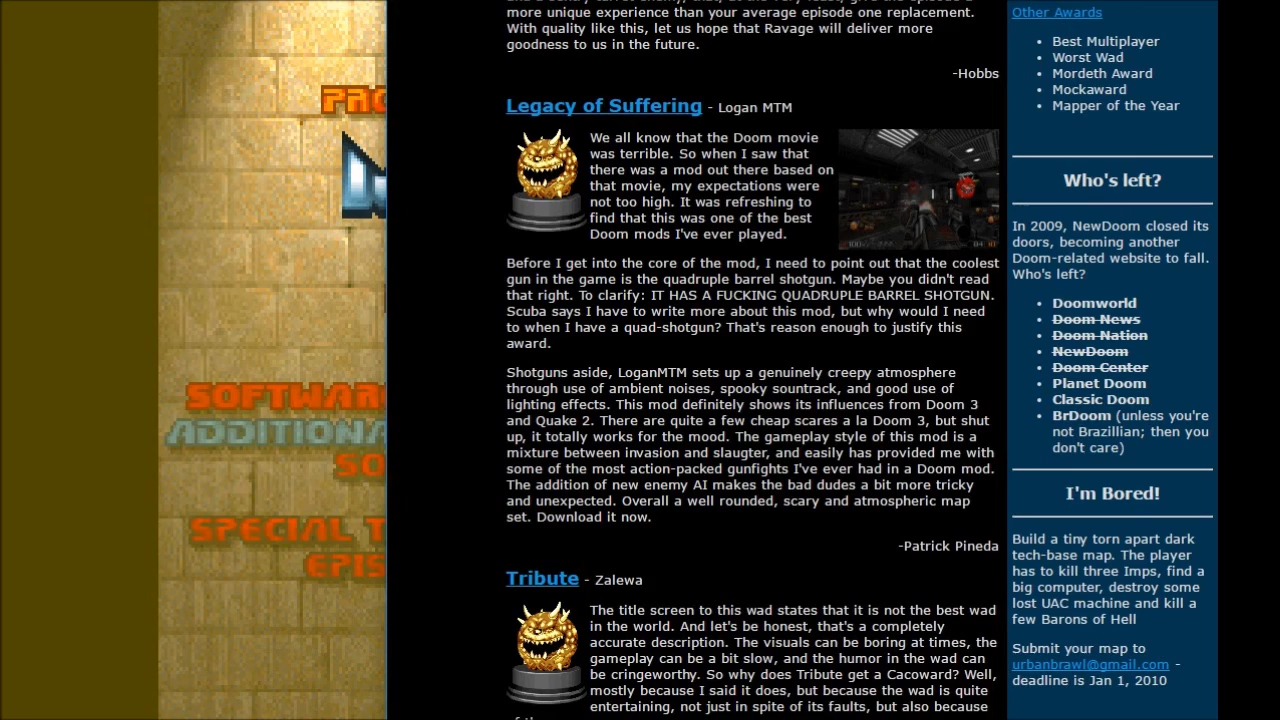 more unique experience than your average episode one replacement.
With quality like this, let us hope that Ravage will deliver more
goodness to us in the future.
-Hobbs
Legacy of Suffering - Logan MTM
We all know that the Doom movie
was terrible. So when I saw that
there was a mod out there based on
that movie, my expectations were
not too high. It was refreshing to
find that this was one of the best
Doom mods I've ever played.
Before I get into the core of the mod, I need to point out that the coolest
gun in the game is the quadruple barrel shotgun. Maybe you didn't read
that right. To clarify: IT HAS A FUCKING QUADRUPLE BARREL SHOTGUN.
Scuba says I have to write more about this mod, but why would I need
to when I have a quad-shotgun? That's reason enough to justify this
award.
Shotguns aside, LoganMTM sets up a genuinely creepy atmosphere
through use of ambient noises, spooky sountrack, and good use of
lighting effects. This mod definitely shows its influences from Doom 3
and Quake 2. There are quite a few cheap scares a la Doom 3, but shut
up, it totally works for the mood. The gameplay style of this mod is a
mixture between invasion and slaugter, and easily has provided me with
some of the most action-packed gunfights I've ever had in a Doom mod.
The addition of new enemy AI makes the bad dudes a bit more tricky
and unexpected. Overall a well rounded, scary and atmospheric map
set. Download it now.
-Patrick Pineda
Tribute - Zalewa
The title screen to this wad states that it is not the best wad
in the world. And let's be honest, that's a completely
accurate description. The visuals can be boring at times, the
gameplay can be a bit slow, and the humor in the wad can
be cringeworthy. So why does Tribute get a Cacoward? Well,
mostly because I said it does, but because the wad is quite
entertaining, not just in spite of its faults, but also because
Other Awards
• Best Multiplayer
• Worst Wad
• Mordeth Award
• Mockaward
• Mapper of the Year
Who's left?
In 2009, NewDoom closed its
doors, becoming another
Doom-related website to fall.
Who's left?
• Doomworld
• Doom News
• Doom Nation
• NewDoom
• Doom Center
• Planet Doom
• Classic Doom
• BrDoom (unless you're
not Brazillian; then you
don't care)
I'm Bored!
Build a tiny torn apart dark
tech-base map. The player
has to kill three Imps, find a
big computer, destroy some
lost UAC machine and kill a
few Barons of Hell
Submit your map to
urbanbrawl@gmail.com -
deadline is Jan 1, 2010
SOFTWAR
ADDITIONA
SO
SPECIAL T
EPIS